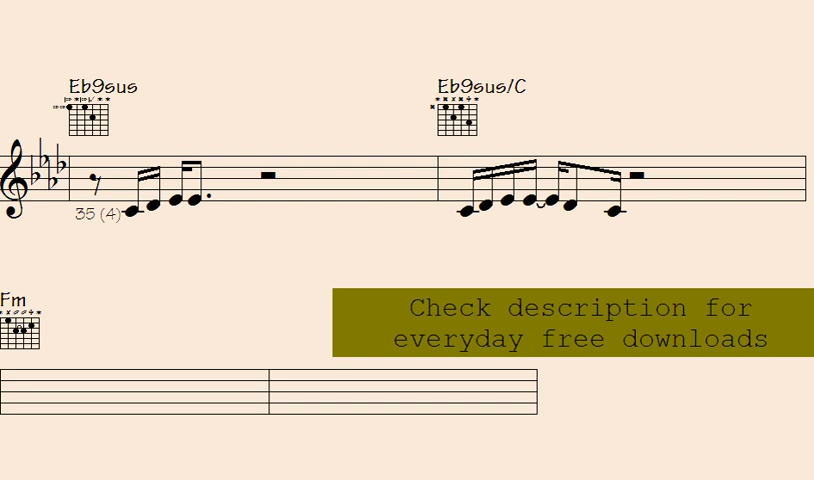 Eb9sus Eb9sus/C
35 (4)
Fm
Check description for
everyday free downloads